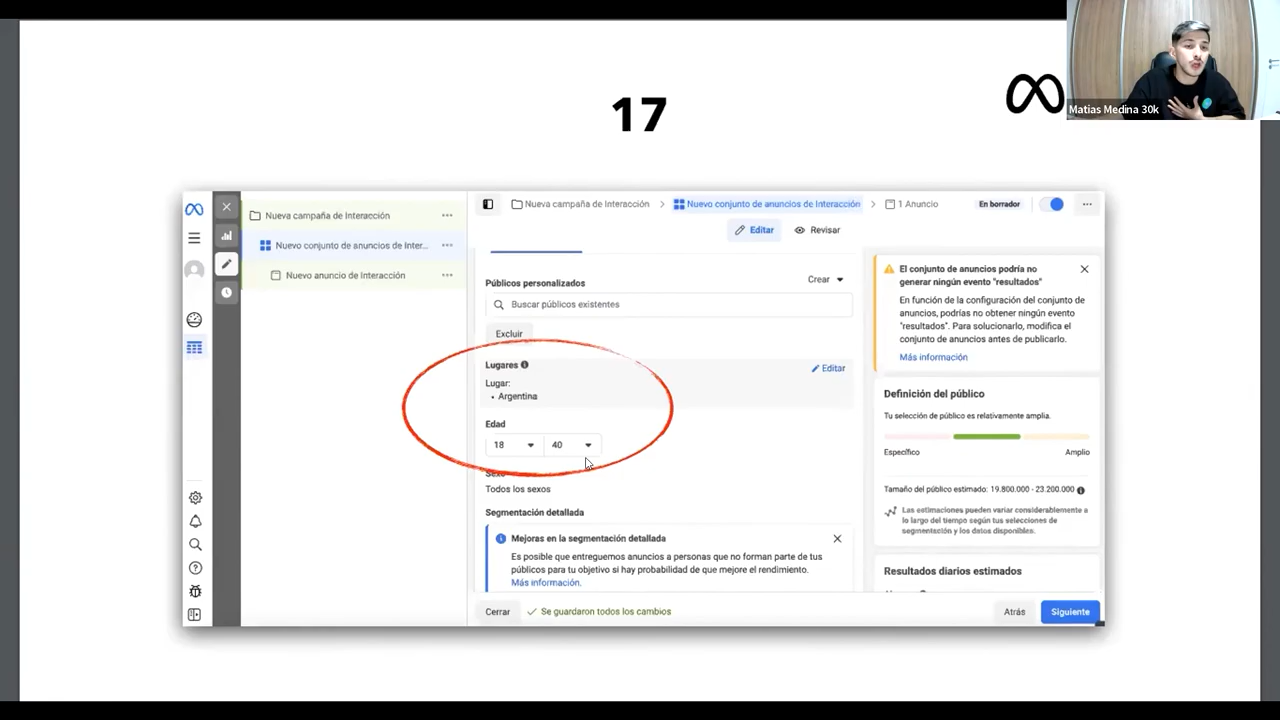 17
Matias Medina 30k
Nueva campaña de Interacción
Nuevo conjunto de anuncios de Inter...
Nuevo anuncio de Interacción
Nueva campaña de Interacción > Nuevo conjunto de anuncios de Interacción > 1 Anuncio
En borrador
Editar
Revisar
Públicos personalizados
Crear
Buscar públicos existentes
Excluir
Lugares
Editar
Lugar:
• Argentina
Edad
18
40
Sexo
Todos los sexos
Segmentación detallada
Mejoras en la segmentación detallada
Es posible que entreguemos anuncios a personas que no forman parte de tus
públicos para tu objetivo si hay probabilidad de que mejore el rendimiento.
Más información.
Cerrar
Se guardaron todos los cambios
Atrás
Siguiente
El conjunto de anuncios podría no
generar ningún evento "resultados"
En función de la configuración del conjunto de
anuncios, podrías no obtener ningún evento
"resultados". Para solucionarlo, modifica el
conjunto de anuncios antes de publicarlo.
Más información
Definición del público
Tu selección de público es relativamente amplia.
Específico
Amplio
Tamaño del público estimado: 19.800.000 - 23.200.000
Las estimaciones pueden variar considerablemente a
lo largo del tiempo según tus selecciones de
segmentación y los datos disponibles.
Resultados diarios estimados